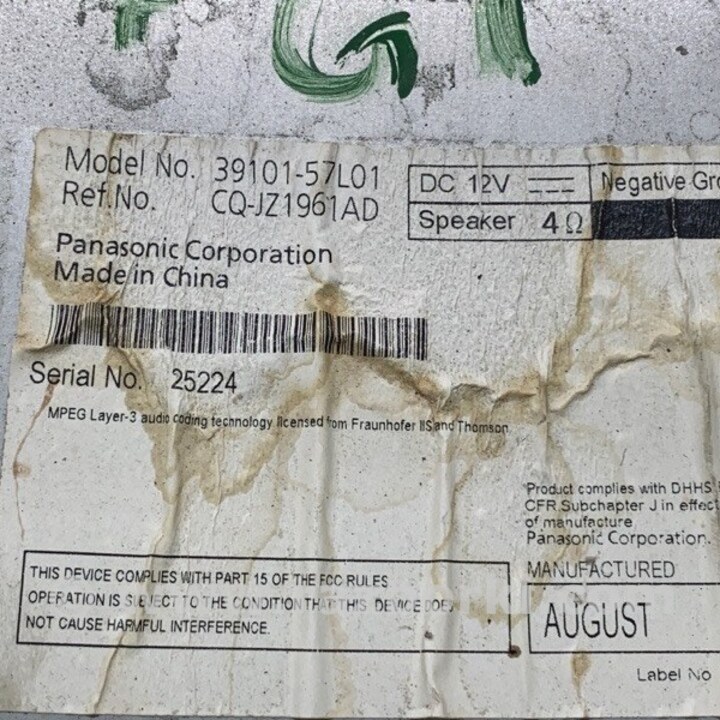 Model No. 39101-57L01
Ref.No. CQ-JZ1961AD
DC 12V
Negative Gro
Speaker 4Ω
Panasonic Corporation
Made in China
Serial No. 25224
MPEG Layer-3 audio coding technology licensed from Fraunhofer IIS and Thomson
Product complies with DHHS
CFR Subchapter J in effect
of manufacture
Panasonic Corporation.
THIS DEVICE COMPLIES WITH PART 15 OF THE FCC RULES
OPERATION IS SUBJECT TO THE CONDITION THAT THIS DEVICE DOES
NOT CAUSE HARMFUL INTERFERENCE.
MANUFACTURED
AUGUST
Label No